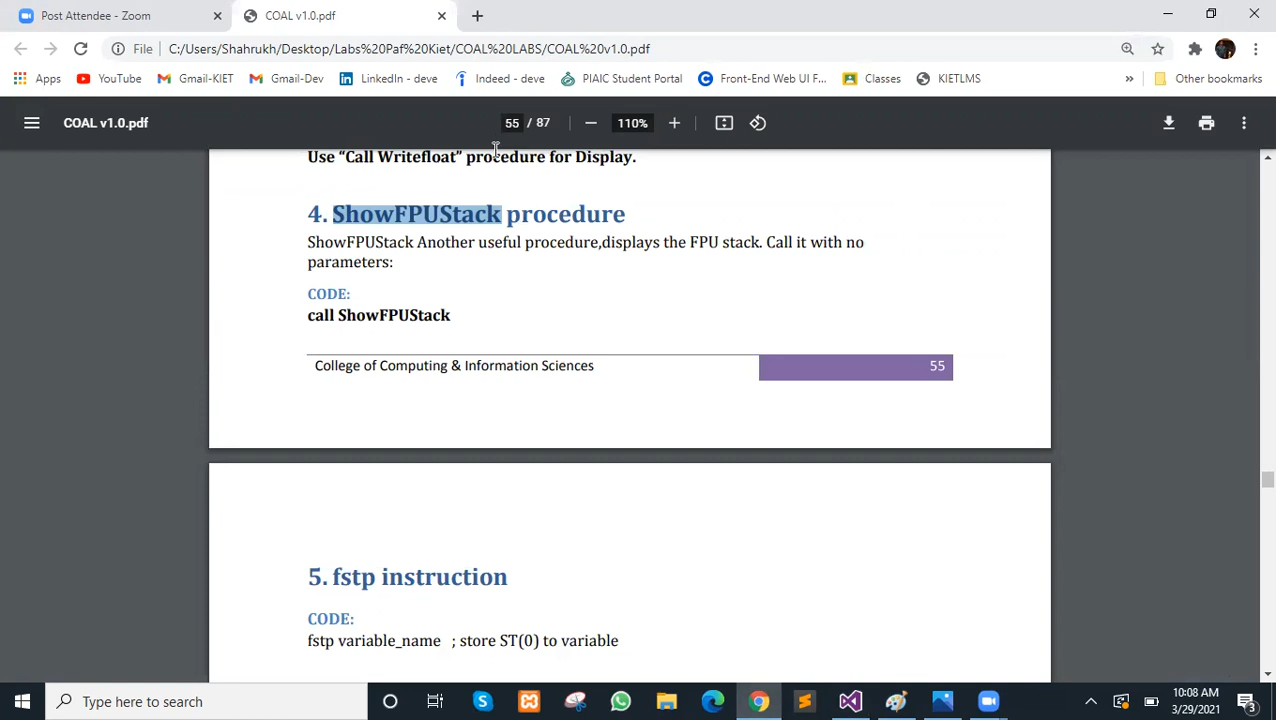 Post Attendee - Zoom
COAL v1.0.pdf
File
C:/Users/Shahrukh/Desktop/Labs%20Paf%20Kiet/COAL%20LABS/COAL%20v1.0.pdf
Apps
YouTube
Gmail-KIET
Gmail-Dev
LinkedIn - deve
Indeed - deve
PIAIC Student Portal
Front-End Web UI F...
Classes
KIETLMS
»
Other bookmarks
COAL v1.0.pdf
55 / 87
110%
Use “Call Writefloat” procedure for Display.
4. ShowFPUStack procedure
ShowFPUStack Another useful procedure,displays the FPU stack. Call it with no
parameters:
CODE:
call ShowFPUStack
College of Computing & Information Sciences
55
5. fstp instruction
CODE:
fstp variable_name ; store ST(0) to variable
Type here to search
10:08 AM
3/29/2021
3